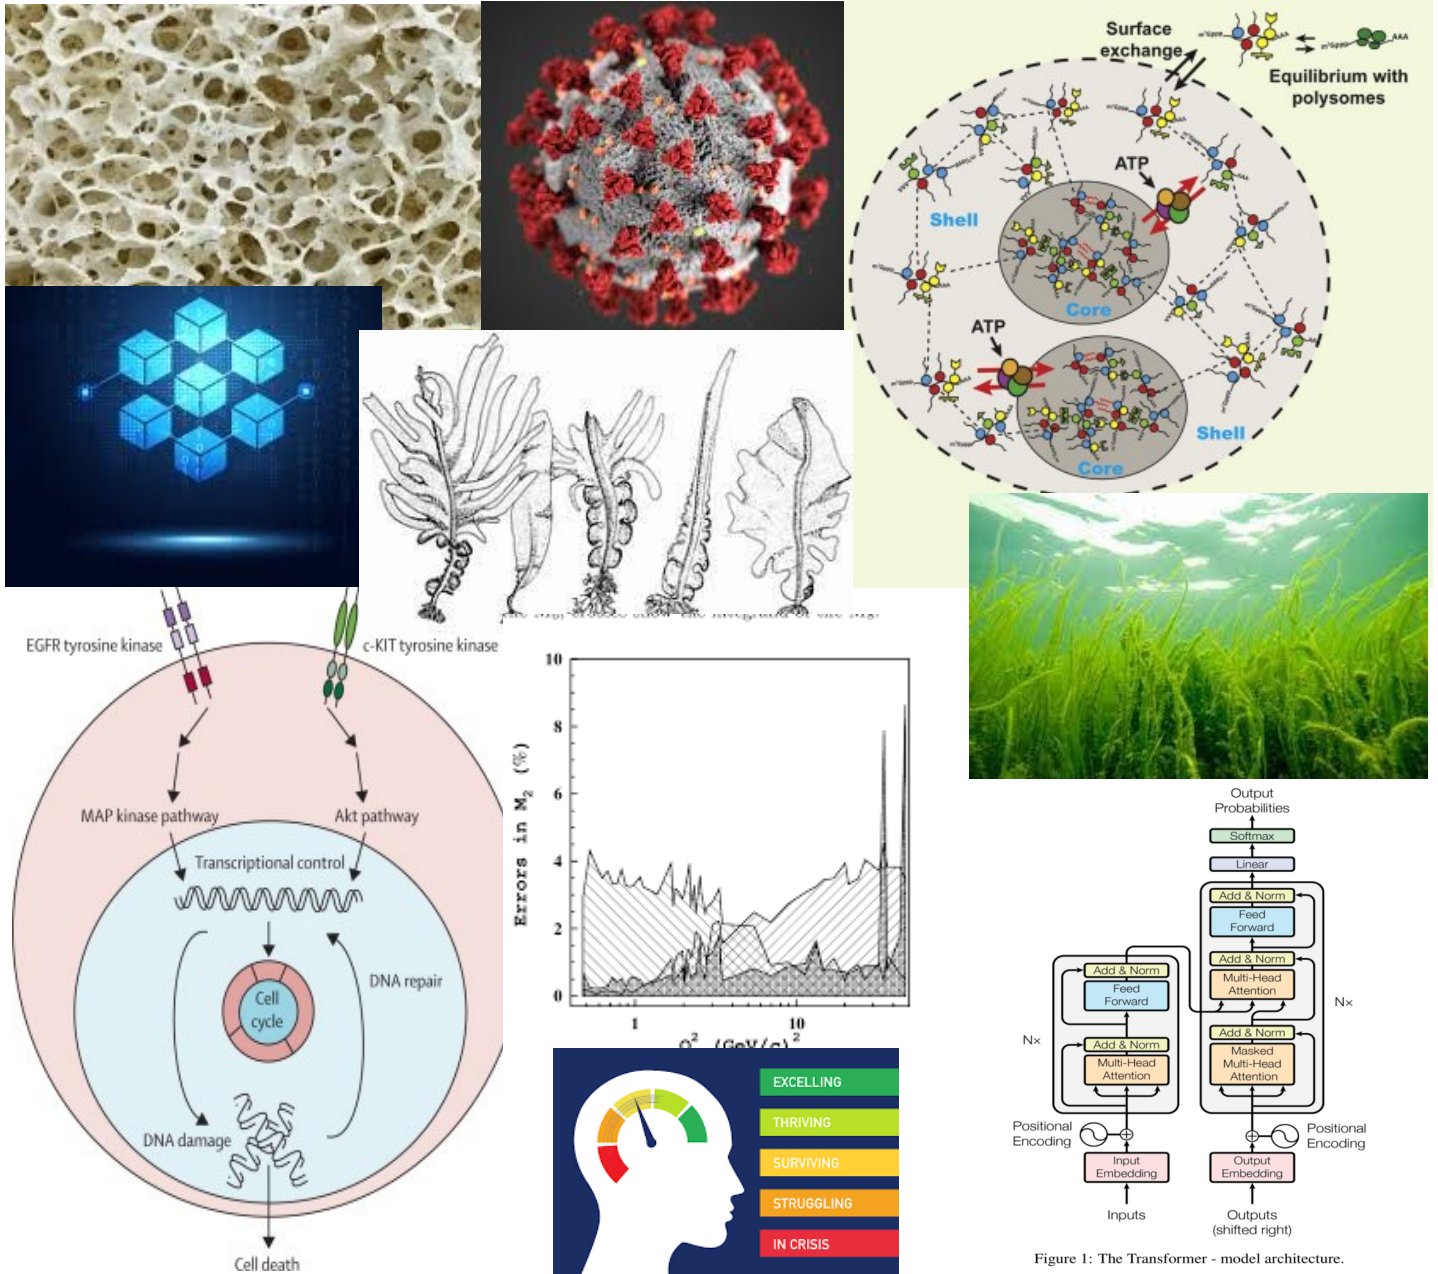 Surface
exchange
m⁷Gppp
AAA
Equilibrium with
polysomes
ATP
Shell
Core
ATP
Shell
Core
EGFR tyrosine kinase
c-KIT tyrosine kinase
MAP kinase pathway
Akt pathway
Transcriptional control
Cell
cycle
DNA repair
DNA damage
Cell death
10
8
6
4
2
0
Errors in M₂ (%)
1
10
Q² (GeV/c)²
EXCELLING
THRIVING
SURVIVING
STRUGGLING
IN CRISIS
Output
Probabilities
Softmax
Linear
Add & Norm
Feed
Forward
Add & Norm
Multi-Head
Attention
Add & Norm
Feed
Forward
N×
N×
Add & Norm
Multi-Head
Attention
Add & Norm
Masked
Multi-Head
Attention
Positional
Encoding
Positional
Encoding
Input
Embedding
Output
Embedding
Inputs
Outputs
(shifted right)
Figure 1: The Transformer - model architecture.